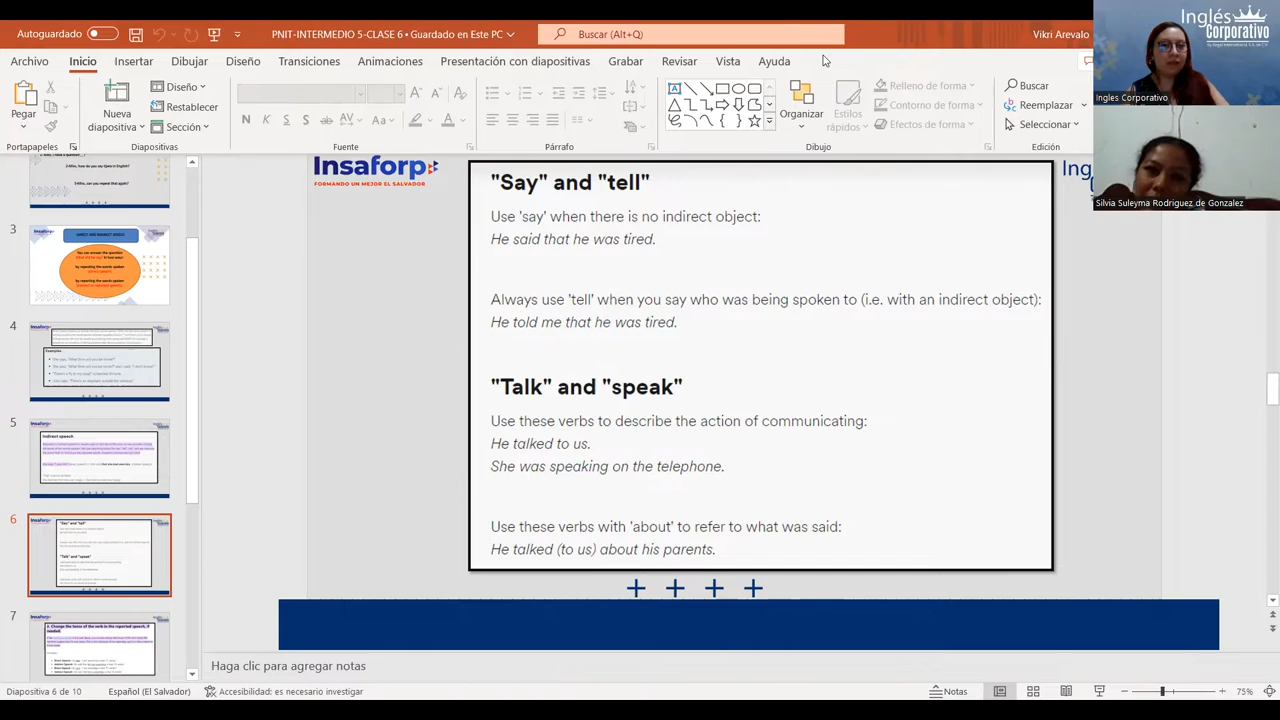 Autoguardado
PNIT-INTERMEDIO 5-CLASE 6 • Guardado en Este PC
Buscar (Alt+Q)
Vikri Arevalo
Inglés
Corporativo
Archivo
Inicio
Insertar
Dibujar
Diseño
Transiciones
Animaciones
Presentación con diapositivas
Grabar
Revisar
Vista
Ayuda
Pegar
Nueva
diapositiva
Diseño
Restablecer
Sección
N
K
S
Organizar
Estilos
rápidos
Relleno de forma
Contorno de forma
Efectos de forma
Buscar
Reemplazar
Seleccionar
Portapapeles
Diapositivas
Fuente
Párrafo
Dibujo
Edición
Ingles Corporativo
Silvia Suleyma Rodriguez de Gonzalez
3
4
5
6
7
Insaforp
FORMANDO UN MEJOR EL SALVADOR
Ing
"Say" and "tell"
Use 'say' when there is no indirect object:
He said that he was tired.
Always use 'tell' when you say who was being spoken to (i.e. with an indirect object):
He told me that he was tired.
"Talk" and "speak"
Use these verbs to describe the action of communicating:
He talked to us.
She was speaking on the telephone.
Use these verbs with 'about' to refer to what was said:
He talked (to us) about his parents.
Haga clic para agregar notas
Diapositiva 6 de 10
Español (El Salvador)
Accesibilidad: es necesario investigar
Notas
75%